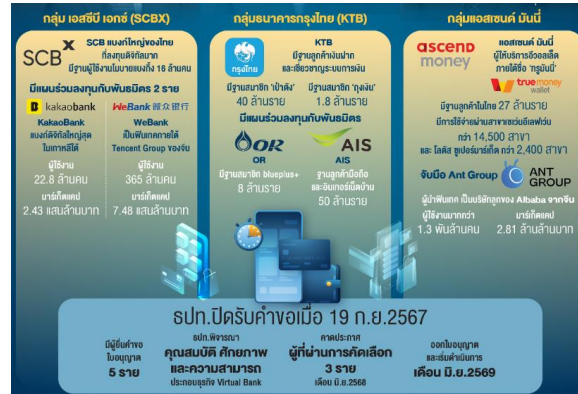 กลุ่ม เอสซีบี เอกซ์ (SCBX)
SCB X
SCB แบงก์ใหญ่ของไทย
ที่ลงทุนดิจิทัลมาก
มีฐานผู้ใช้งานโมบายแบงกิ้ง 16 ล้านคน
มีแผนร่วมลงทุนกับพันธมิตร 2 ราย
kakaobank
KakaoBank
แบงก์ดิจิทัลใหญ่สุด
ในเกาหลีใต้
ผู้ใช้งาน
22.8 ล้านคน
มาร์เก็ตแคป
2.43 แสนล้านบาท
WeBank 微众银行
WeBank
เป็นฟินเทคภายใต้
Tencent Group ของจีน
ผู้ใช้งาน
365 ล้านคน
มาร์เก็ตแคป
7.48 แสนล้านบาท
กลุ่มธนาคารกรุงไทย (KTB)
กรุงไทย
KTB
มีฐานลูกค้าเงินฝาก
และเชี่ยวชาญระบบการเงิน
มีฐานสมาชิก 'เป๋าตัง'
40 ล้านราย
มีฐานสมาชิก 'ถุงเงิน'
1.8 ล้านราย
มีแผนร่วมลงทุนกับพันธมิตร
OR
OR
มีฐานสมาชิก blueplus+
8 ล้านราย
AIS
AIS
ฐานลูกค้ามือถือ
และอินเทอร์เน็ตบ้าน
50 ล้านราย
กลุ่มแอสเซนด์ มันนี่
ascend
money
แอสเซนด์ มันนี่
ผู้ให้บริการอีวอลเล็ต
ภายใต้ชื่อ 'ทรูมันนี่'
truemoney
wallet
มีฐานลูกค้าในไทย 27 ล้านราย
มีการใช้จ่ายผ่านสาขาเซเว่นอีเลฟเว่น
กว่า 14,500 สาขา
และ โลตัส ซูเปอร์มาร์เก็ต กว่า 2,400 สาขา
จับมือ Ant Group
ANT
GROUP
ผู้นำฟินเทค เป็นบริษัทลูกของ Albaba จากจีน
ผู้ใช้งานมากกว่า
1.3 พันล้านคน
มาร์เก็ตแคป
2.81 ล้านล้านบาท
ธปท.ปิดรับคำขอเมื่อ 19 ก.ย.2567
มีผู้ยื่นคำขอ
ใบอนุญาต
5 ราย
ธปท.พิจารณา
คุณสมบัติ ศักยภาพ
และความสามารถ
ประกอบธุรกิจ Virtual Bank
คาดประกาศ
ผู้ที่ผ่านการคัดเลือก
3 ราย
เดือน มิ.ย.2568
ออกใบอนุญาต
และเริ่มดำเนินการ
เดือน มิ.ย.2569